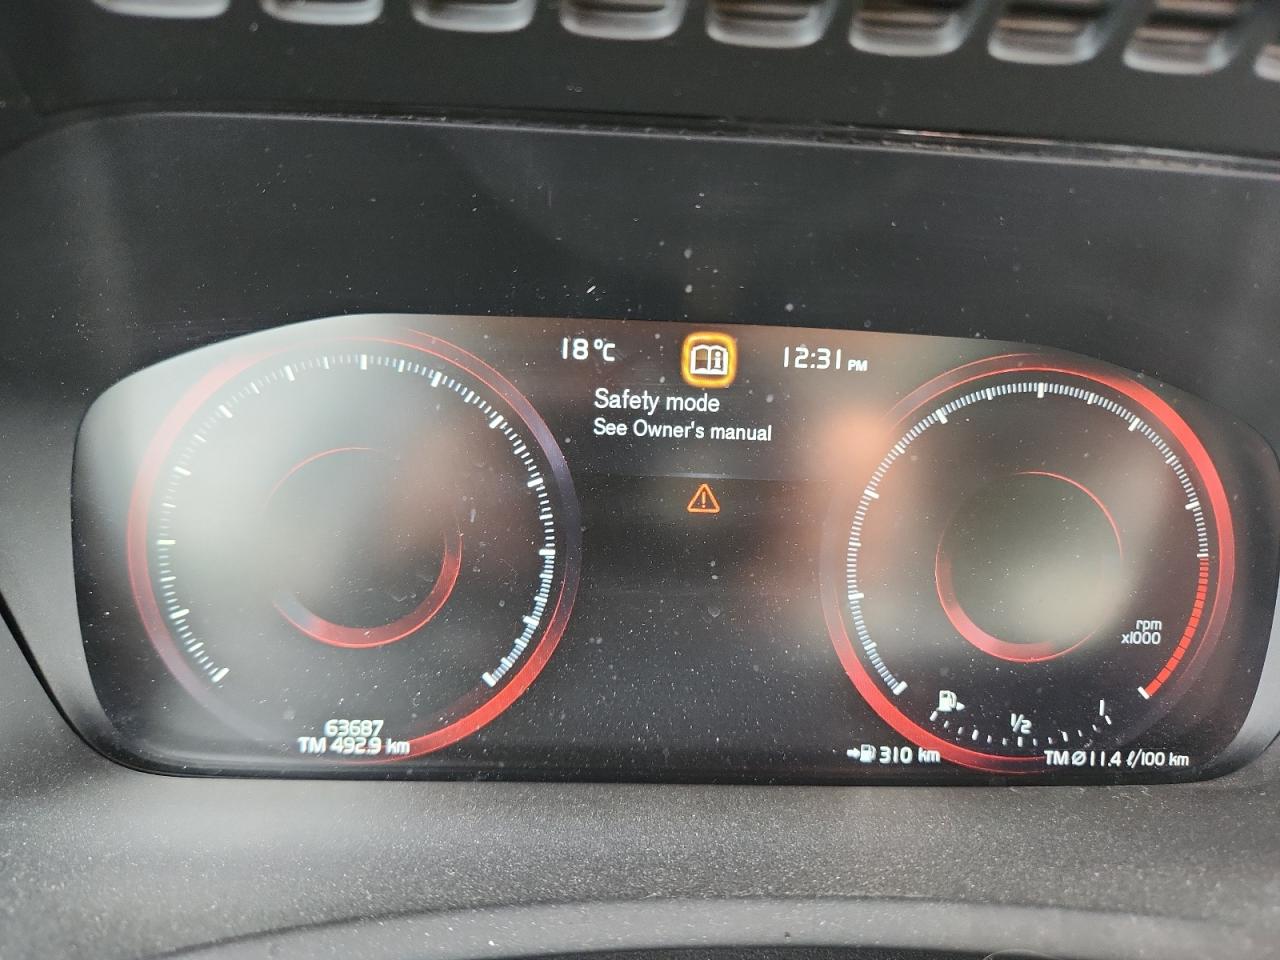 18°C
12:31 PM
Safety mode
See Owner's manual
rpm
x1000
1/2
1
63687
TM 492.9 km
310 km
TM Ø 11.4 ℓ/100 km